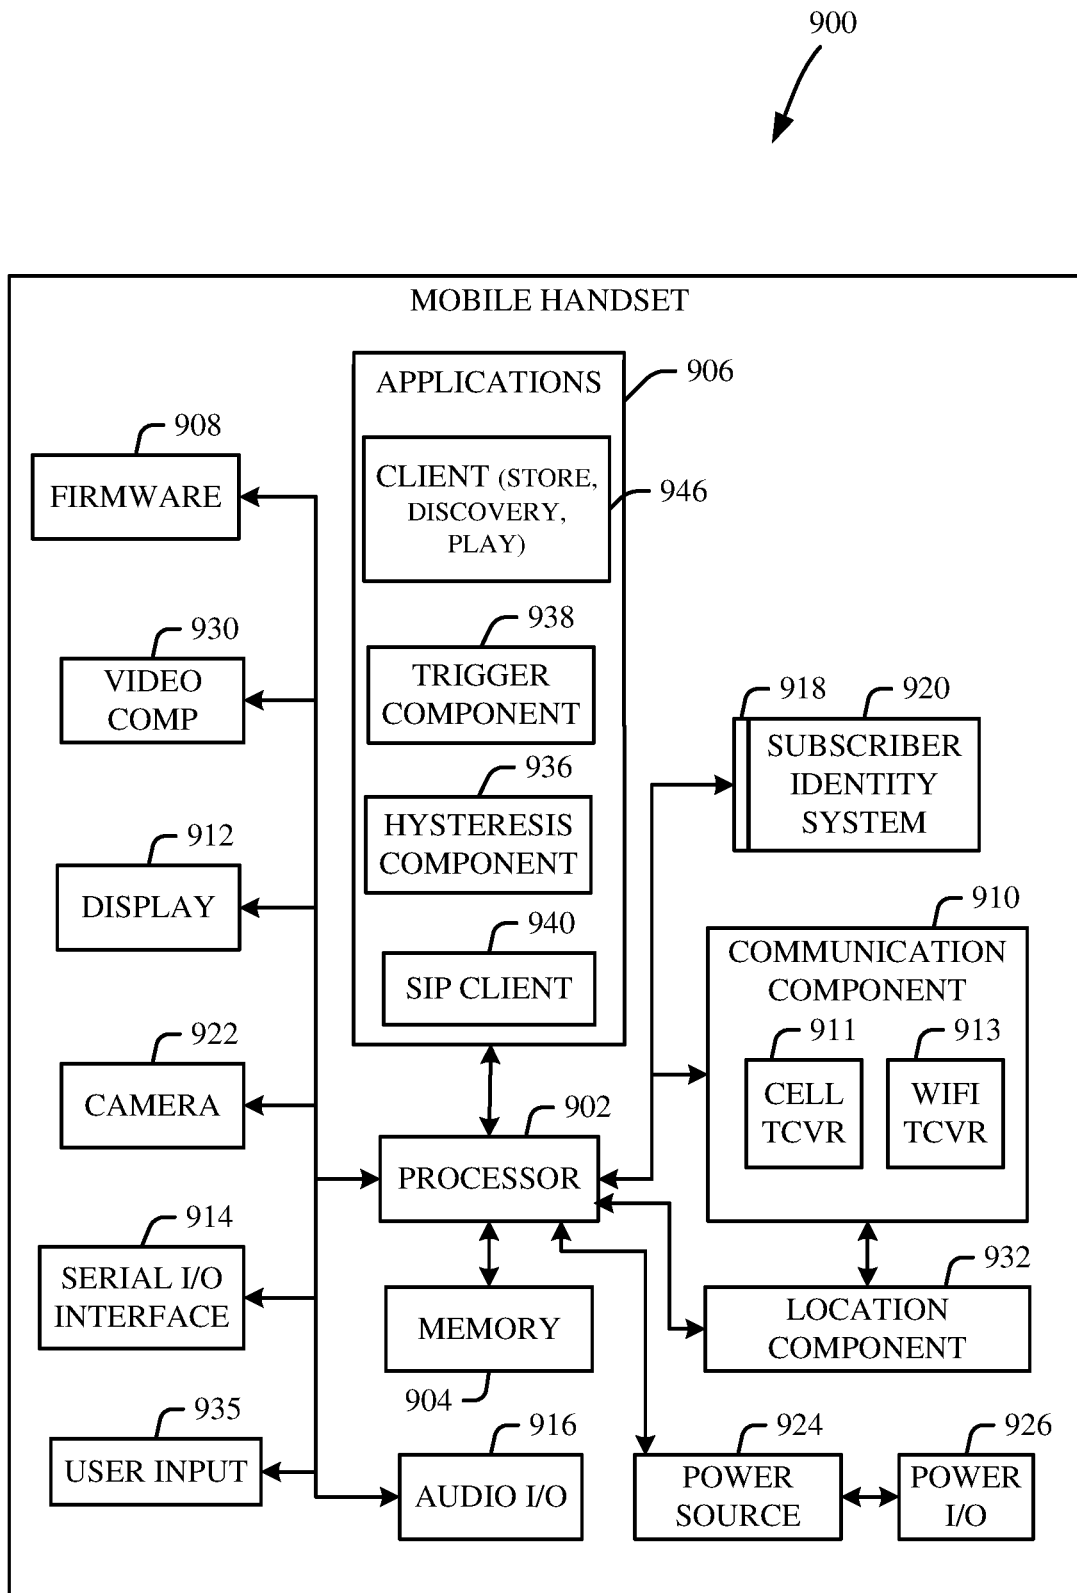 900
MOBILE HANDSET
APPLICATIONS
906
CLIENT (STORE,
DISCOVERY,
PLAY)
946
908
FIRMWARE
938
TRIGGER
COMPONENT
930
VIDEO
COMP
918
920
SUBSCRIBER
IDENTITY
SYSTEM
936
HYSTERESIS
COMPONENT
912
DISPLAY
940
SIP CLIENT
910
COMMUNICATION
COMPONENT
911
CELL
TCVR
913
WIFI
TCVR
922
CAMERA
902
PROCESSOR
914
SERIAL I/O
INTERFACE
MEMORY
904
932
LOCATION
COMPONENT
935
USER INPUT
916
AUDIO I/O
924
POWER
SOURCE
926
POWER
I/O